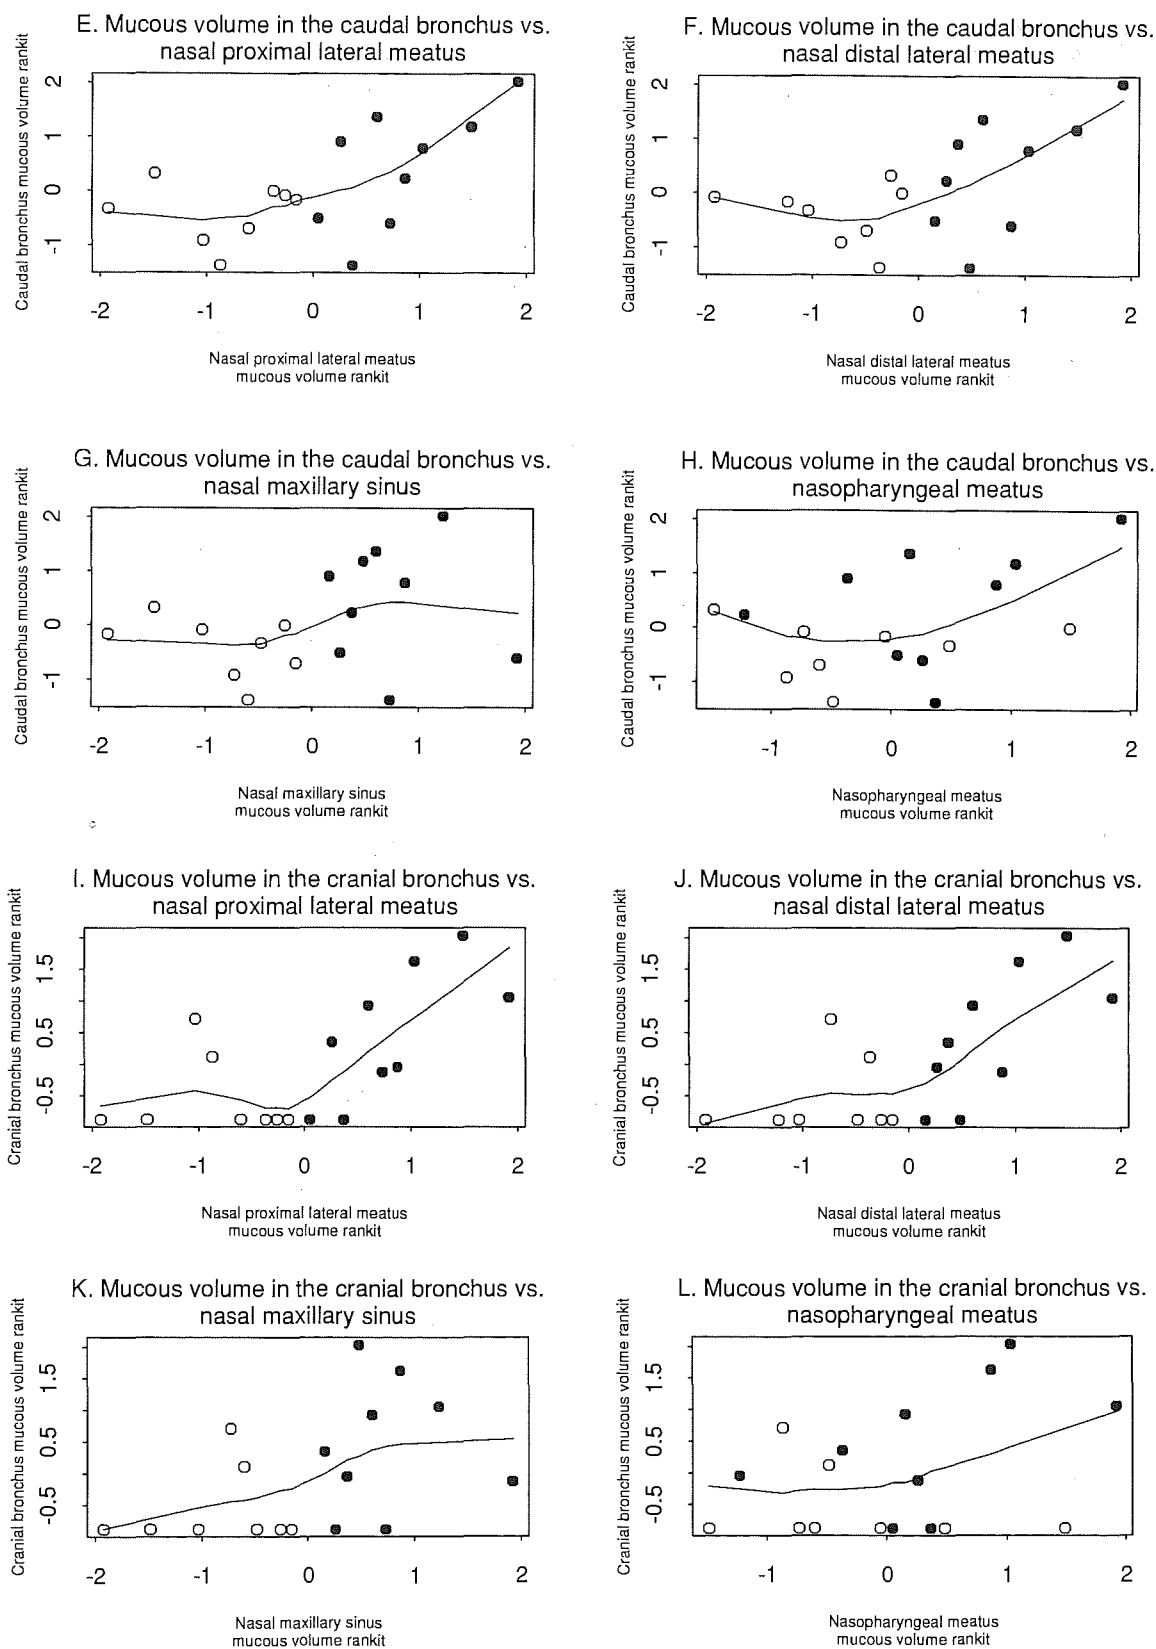 E. Mucous volume in the caudal bronchus vs.
nasal proximal lateral meatus
Caudal bronchus mucous volume rankit
2
1
0
-1
-2 -1 0 1 2
Nasal proximal lateral meatus
mucous volume rankit
F. Mucous volume in the caudal bronchus vs.
nasal distal lateral meatus
Caudal bronchus mucous volume rankit
2
1
0
-1
-2 -1 0 1 2
Nasal distal lateral meatus
mucous volume rankit
G. Mucous volume in the caudal bronchus vs.
nasal maxillary sinus
Caudal bronchus mucous volume rankit
2
1
0
-1
-2 -1 0 1 2
Nasal maxillary sinus
mucous volume rankit
H. Mucous volume in the caudal bronchus vs.
nasopharyngeal meatus
Caudal bronchus mucous volume rankit
2
1
0
-1
-1 0 1 2
Nasopharyngeal meatus
mucous volume rankit
I. Mucous volume in the cranial bronchus vs.
nasal proximal lateral meatus
Cranial bronchus mucous volume rankit
1.5
0.5
-0.5
-2 -1 0 1 2
Nasal proximal lateral meatus
mucous volume rankit
J. Mucous volume in the cranial bronchus vs.
nasal distal lateral meatus
Cranial bronchus mucous volume rankit
1.5
0.5
-0.5
-2 -1 0 1 2
Nasal distal lateral meatus
mucous volume rankit
K. Mucous volume in the cranial bronchus vs.
nasal maxillary sinus
Cranial bronchus mucous volume rankit
1.5
0.5
-0.5
-2 -1 0 1 2
Nasal maxillary sinus
mucous volume rankit
L. Mucous volume in the cranial bronchus vs.
nasopharyngeal meatus
Cranial bronchus mucous volume rankit
1.5
0.5
-0.5
-1 0 1 2
Nasopharyngeal meatus
mucous volume rankit